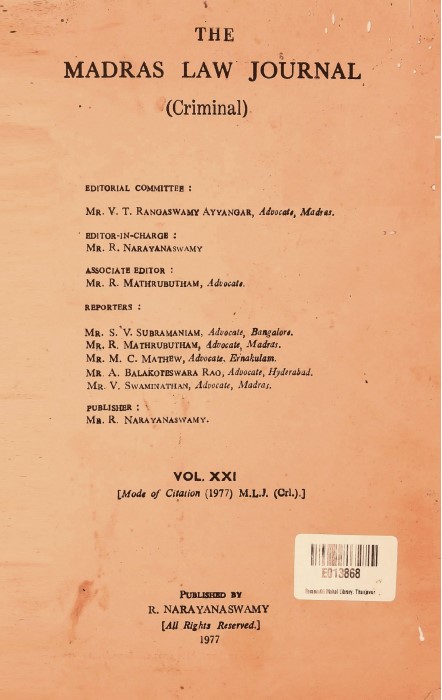 THE
MADRAS LAW JOURNAL
(Criminal)
EDITORIAL COMMITTEE :
MR. V. T. RANGASWAMY AYYANGAR, Advocate, Madras.
EDITOR-IN-CHARGE :
MR. R. NARAYANASWAMY
ASSOCIATE EDITOR :
MR. R. MATHRUBUTHAM, Advocate.
REPORTERS :
MR. S. V. SUBRAMANIAM, Advocate, Bangalore.
MR. R. MATHRUBUTHAM, Advocate, Madras.
MR. M. C. MATHEW, Advocate. Ernakulam.
MR. A. BALAKOTESWARA RAO, Advocate, Hyderabad.
MR. V. SWAMINATHAN, Advocate, Madras.
PUBLISHER :
MR. R. NARAYANASWAMY.
VOL. XXI
[Mode of Citation (1977) M.L.J. (Crl.).]
E013868
PUBLISHED BY
R. NARAYANASWAMY
[All Rights Reserved.]
1977